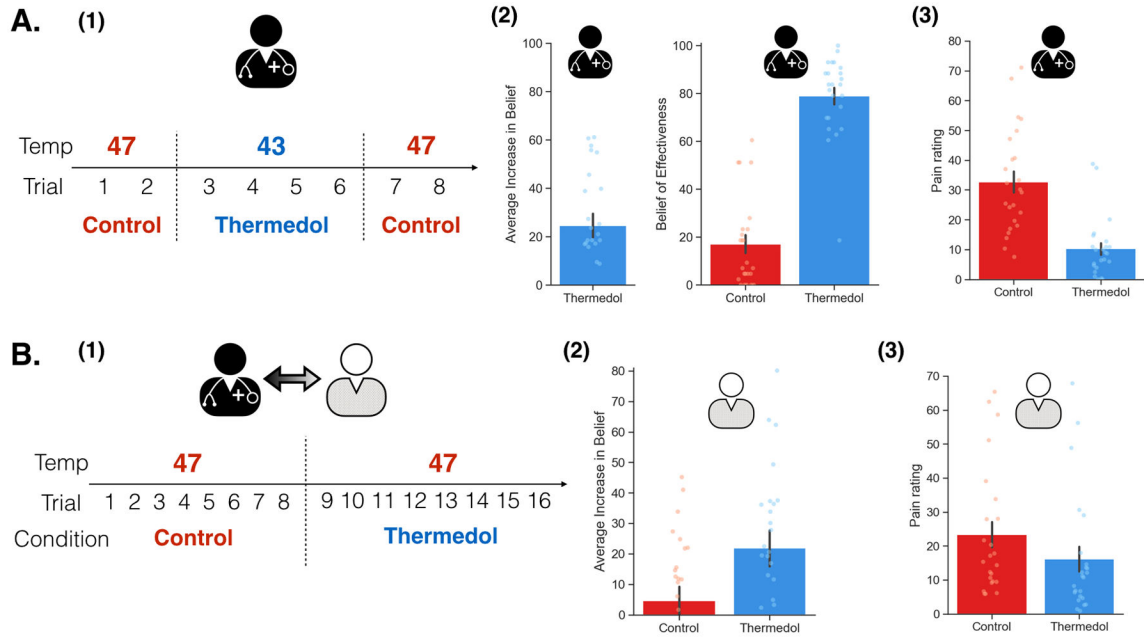 A.
(1)
Temp 47 43 47
Trial 1 2 3 4 5 6 7 8
Control Thermedol Control
(2)
Average Increase in Belief
100
80
60
40
20
0
Thermedol
Belief of Effectiveness
100
80
60
40
20
0
Control Thermedol
(3)
Pain rating
80
70
60
50
40
30
20
10
0
Control Thermedol
B.
(1)
Temp 47 47
Trial 1 2 3 4 5 6 7 8 9 10 11 12 13 14 15 16
Condition Control Thermedol
(2)
Average Increase in Belief
80
70
60
50
40
30
20
10
0
Control Thermedol
(3)
Pain rating
70
60
50
40
30
20
10
0
Control Thermedol